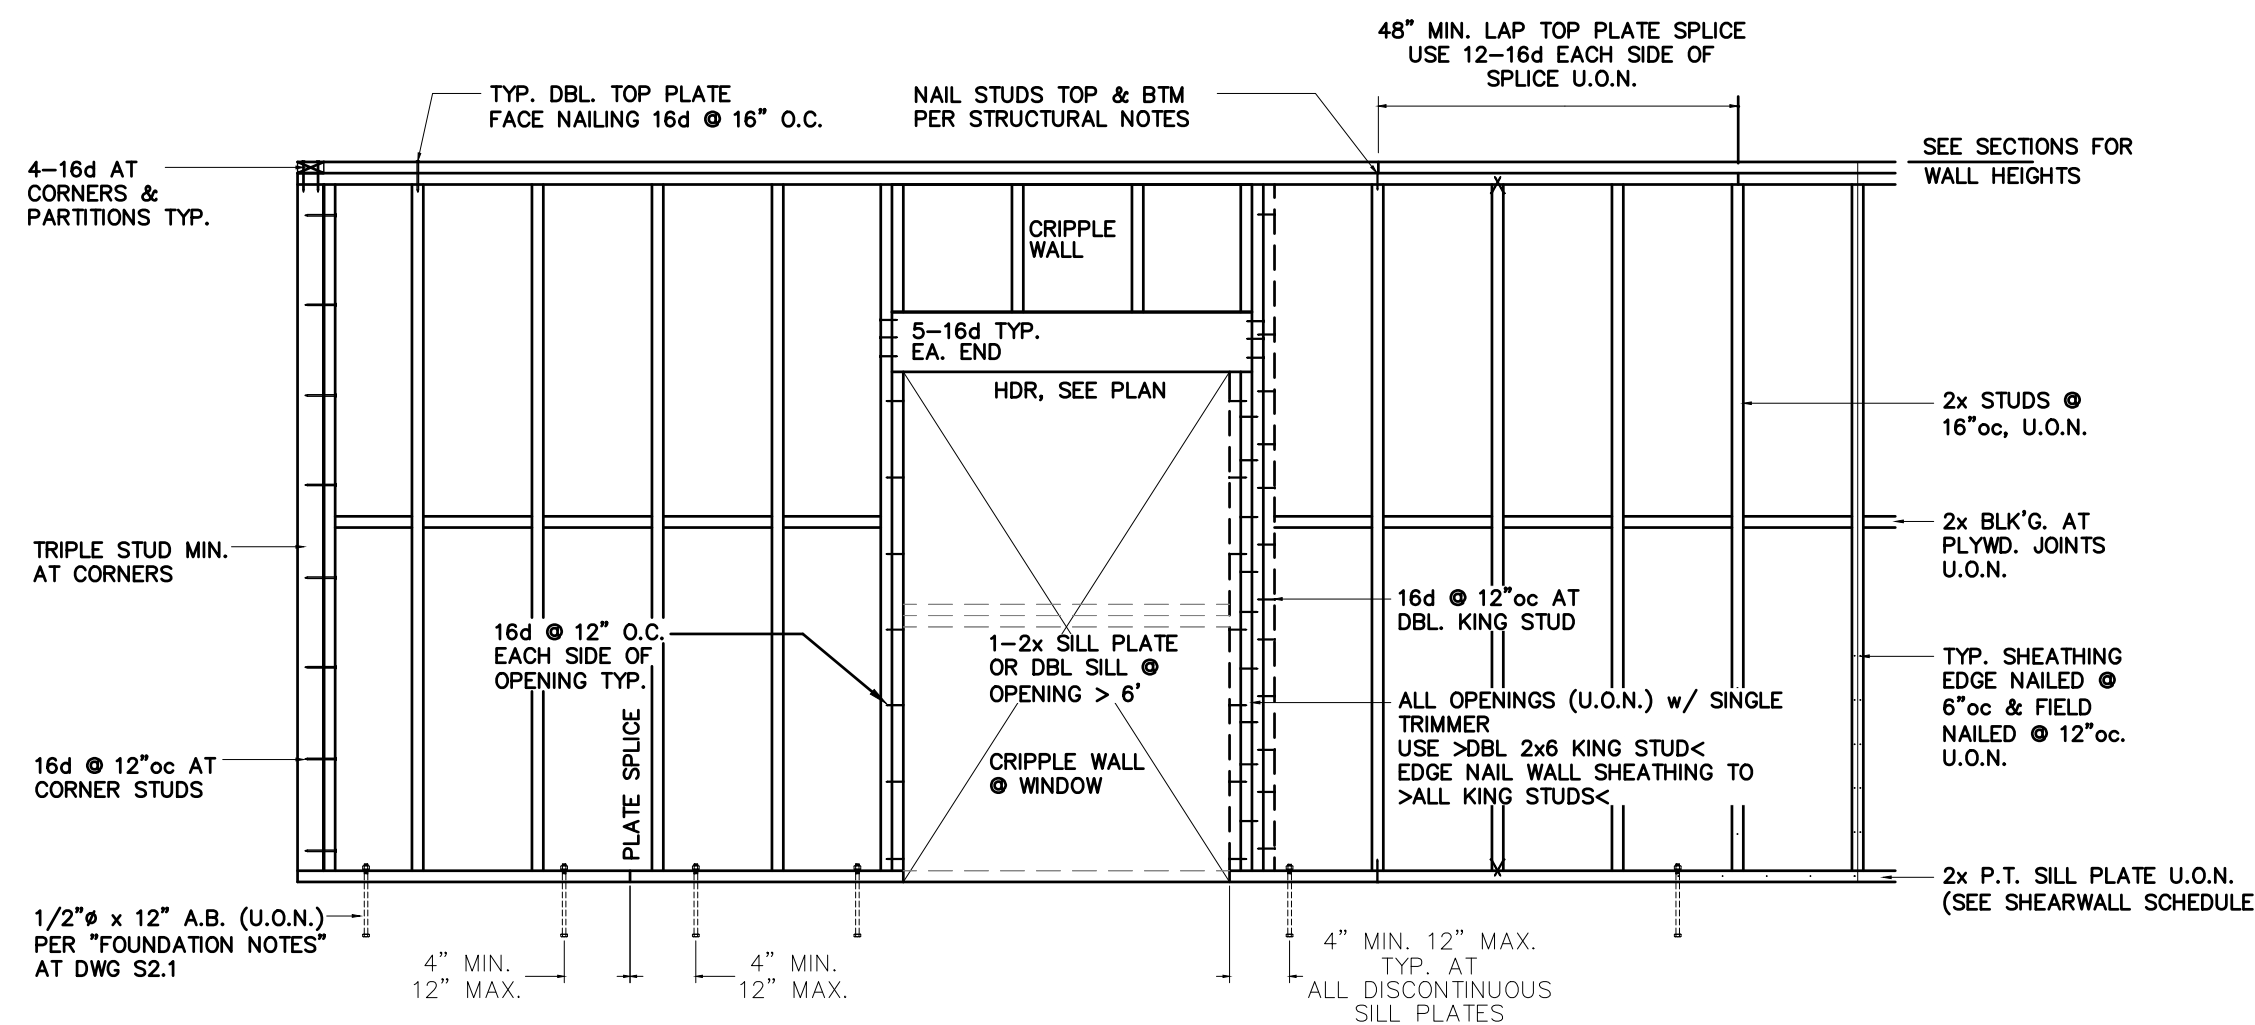 48" MIN. LAP TOP PLATE SPLICE
USE 12-16d EACH SIDE OF
SPLICE U.O.N.
TYP. DBL. TOP PLATE
FACE NAILING 16d @ 16" O.C.
NAIL STUDS TOP & BTM
PER STRUCTURAL NOTES
SEE SECTIONS FOR
WALL HEIGHTS
4-16d AT
CORNERS &
PARTITIONS TYP.
CRIPPLE
WALL
5-16d TYP.
EA. END
HDR, SEE PLAN
2x STUDS @
16"oc, U.O.N.
TRIPLE STUD MIN.
AT CORNERS
2x BLK'G. AT
PLYWD. JOINTS
U.O.N.
16d @ 12"oc AT
DBL. KING STUD
16d @ 12" O.C.
EACH SIDE OF
OPENING TYP.
1-2x SILL PLATE
OR DBL SILL @
OPENING > 6'
TYP. SHEATHING
EDGE NAILED @
6"oc & FIELD
NAILED @ 12"oc.
U.O.N.
ALL OPENINGS (U.O.N.) w/ SINGLE
TRIMMER
USE >DBL 2x6 KING STUD<
EDGE NAIL WALL SHEATHING TO
>ALL KING STUDS<
PLATE SPLICE
CRIPPLE WALL
@ WINDOW
16d @ 12"oc AT
CORNER STUDS
2x P.T. SILL PLATE U.O.N.
(SEE SHEARWALL SCHEDULE
1/2"ø x 12" A.B. (U.O.N.)
PER "FOUNDATION NOTES"
AT DWG S2.1
4" MIN.
12" MAX.
4" MIN.
12" MAX.
4" MIN. 12" MAX.
TYP. AT
ALL DISCONTINUOUS
SILL PLATES